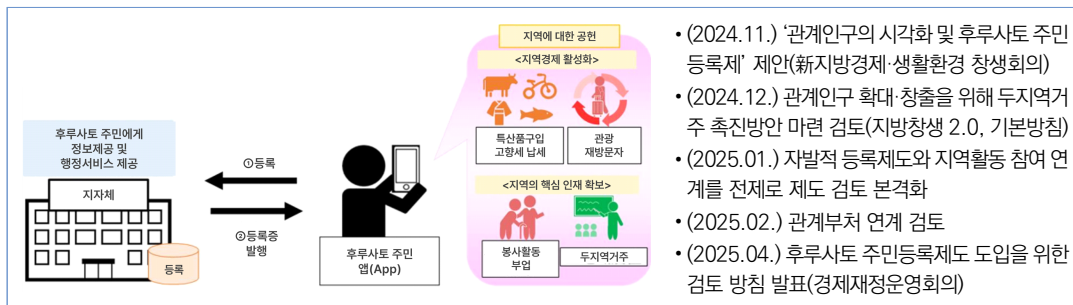 후루사토 주민에게
정보제공 및
행정서비스 제공
지자체
등록
①등록
②등록증
발행
후루사토 주민
앱(App)
지역에 대한 공헌
<지역경제 활성화>
특산품구입
고향세 납세
관광
재방문자
<지역의 핵심 인재 확보>
봉사활동
부업
두지역거주
• (2024.11.) ‘관계인구의 시각화 및 후루사토 주민
등록제’ 제안(新지방경제·생활환경 창생회의)
• (2024.12.) 관계인구 확대·창출을 위해 두지역거
주 촉진방안 마련 검토(지방창생 2.0, 기본방침)
• (2025.01.) 자발적 등록제도와 지역활동 참여 연
계를 전제로 제도 검토 본격화
• (2025.02.) 관계부처 연계 검토
• (2025.04.) 후루사토 주민등록제도 도입을 위한
검토 방침 발표(경제재정운영회의)